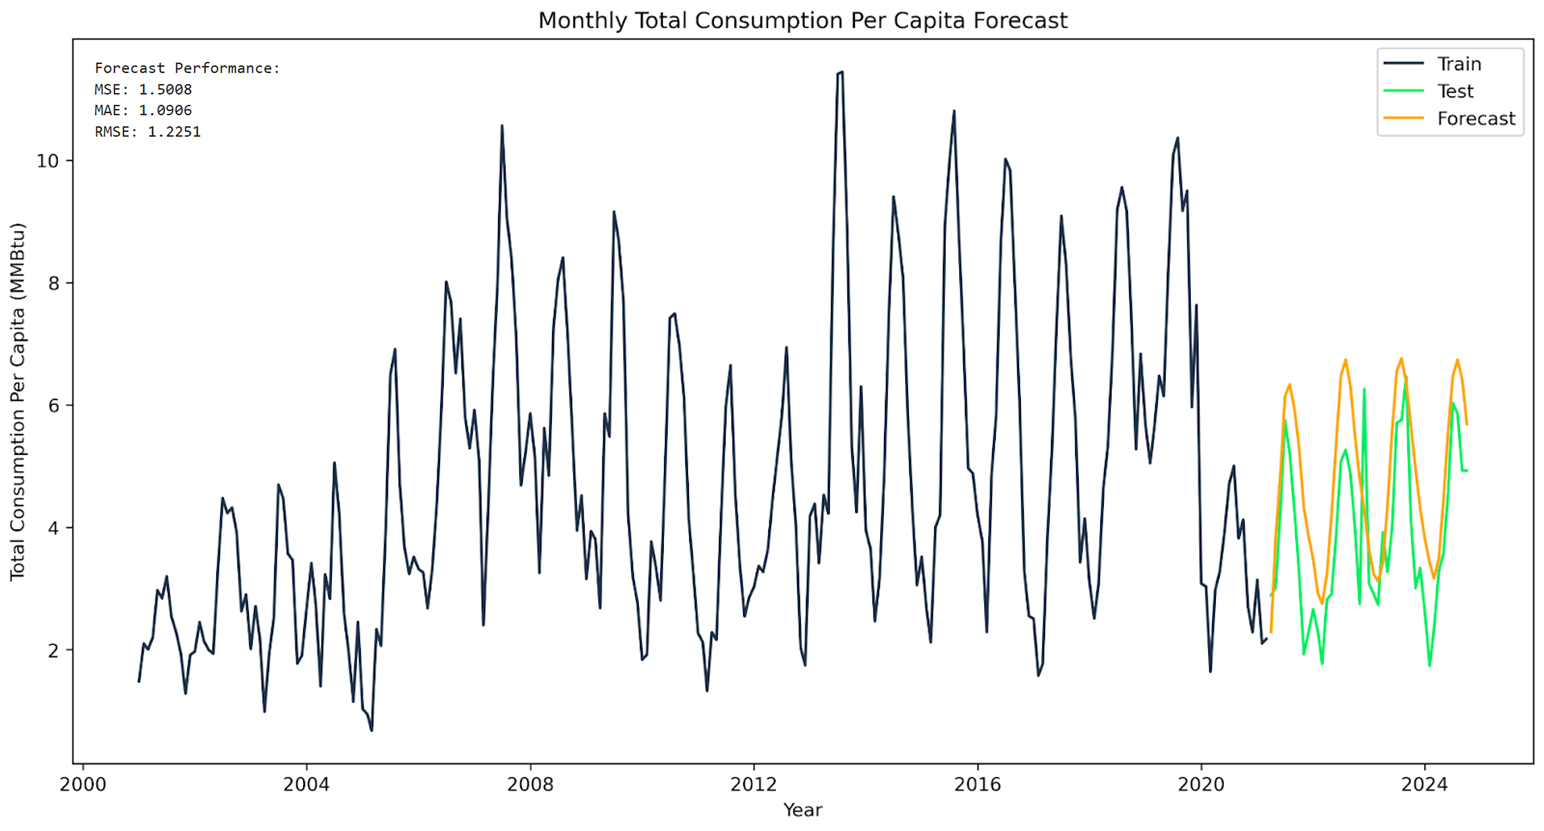 Monthly Total Consumption Per Capita Forecast
Forecast Performance:
MSE: 1.5008
MAE: 1.0906
RMSE: 1.2251
Train
Test
Forecast
Total Consumption Per Capita (MMBtu)
10
8
6
4
2
2000
2004
2008
2012
2016
2020
2024
Year